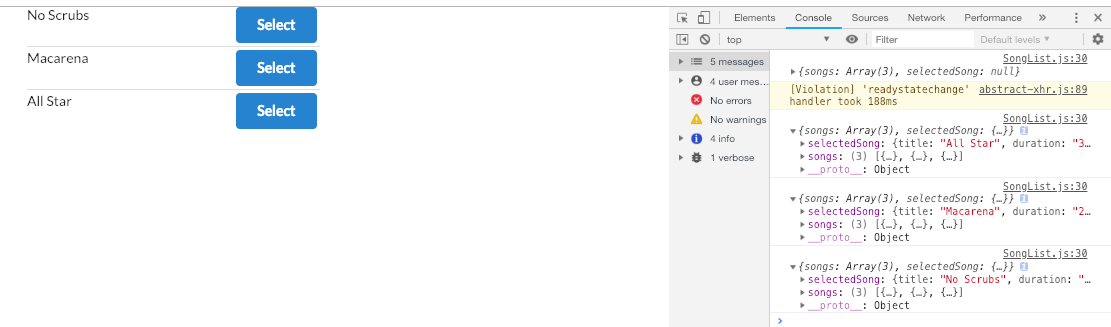 No Scrubs
Select
Macarena
Select
All Star
Select
Elements Console Sources Network Performance »
top Filter Default levels
5 messages
4 user mes…
No errors
No warnings
4 info
1 verbose
SongList.js:30
{songs: Array(3), selectedSong: null}
[Violation] 'readystatechange' abstract-xhr.js:89
handler took 188ms
SongList.js:30
{songs: Array(3), selectedSong: {…}}
selectedSong: {title: "All Star", duration: "3…
songs: (3) [{…}, {…}, {…}]
__proto__: Object
SongList.js:30
{songs: Array(3), selectedSong: {…}}
selectedSong: {title: "Macarena", duration: "2…
songs: (3) [{…}, {…}, {…}]
__proto__: Object
SongList.js:30
{songs: Array(3), selectedSong: {…}}
selectedSong: {title: "No Scrubs", duration: "…
songs: (3) [{…}, {…}, {…}]
__proto__: Object